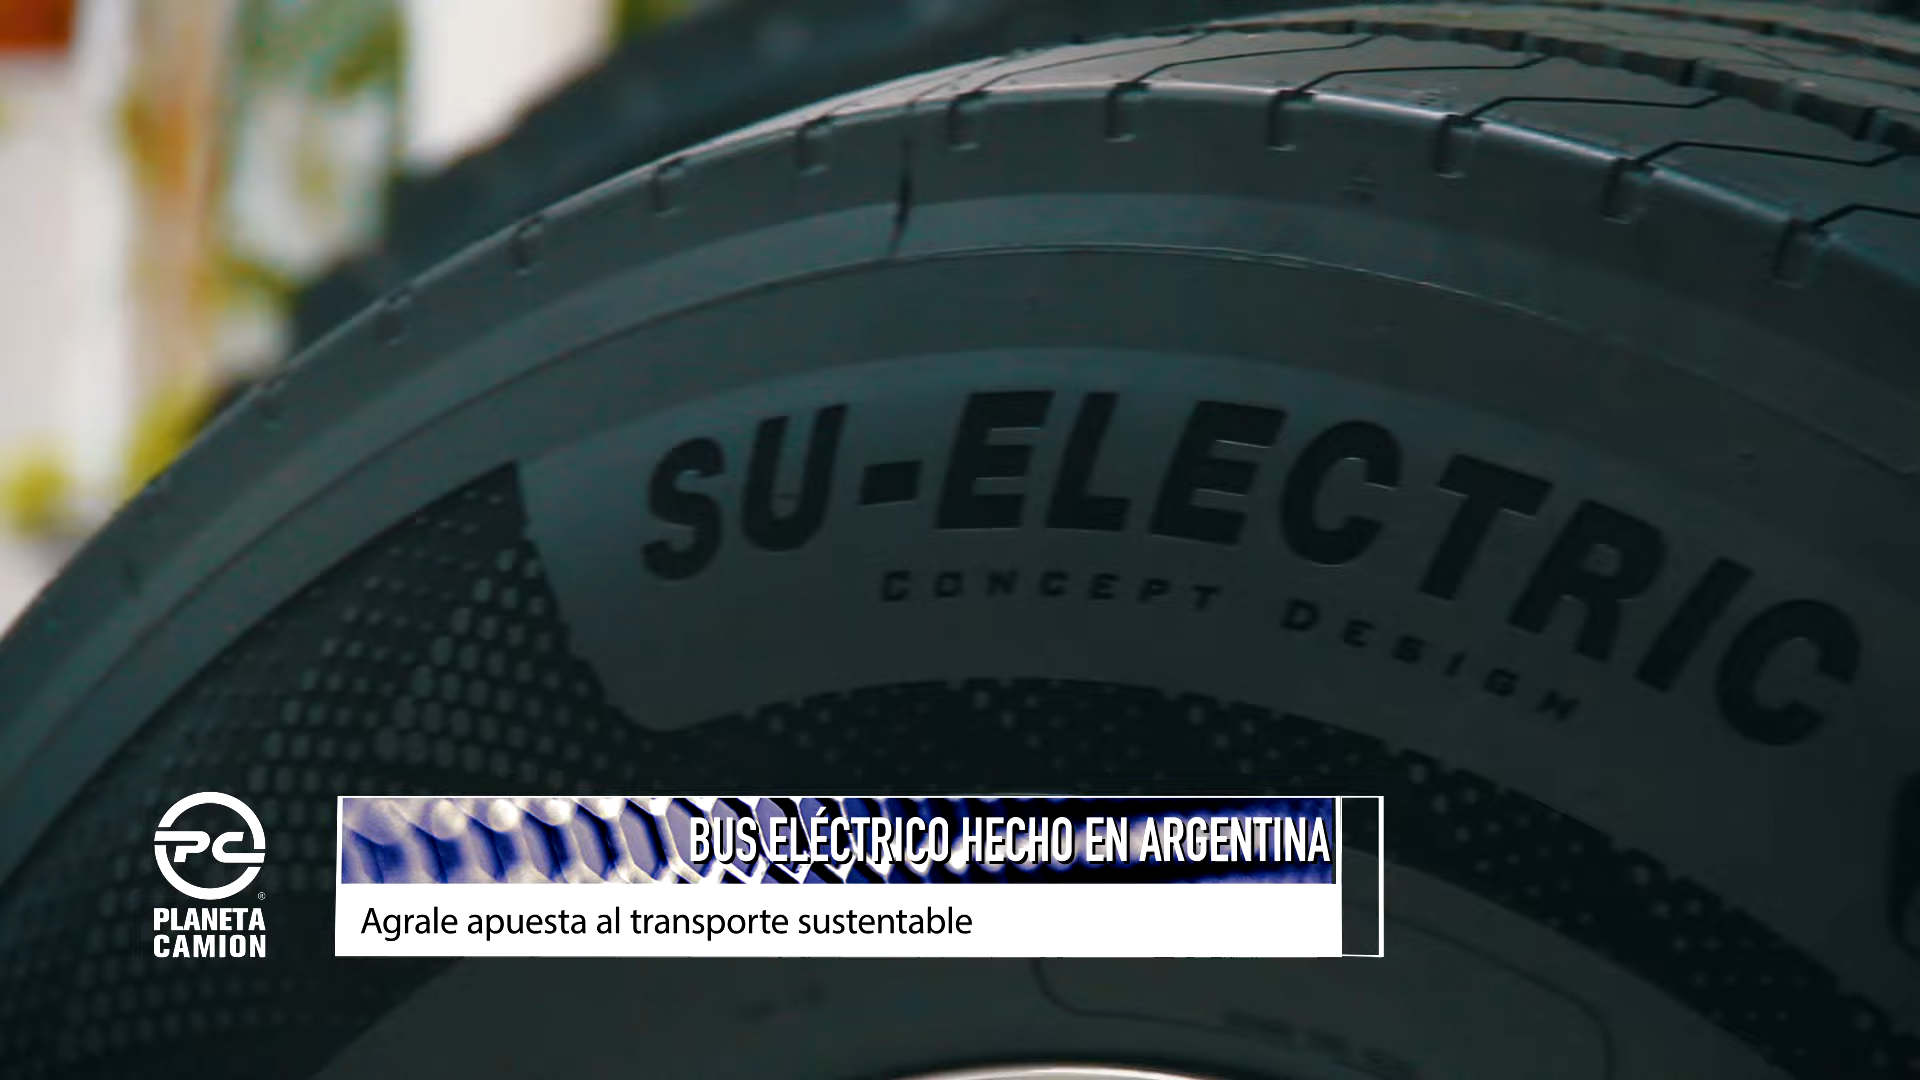 SU-ELECTRIC
CONCEPT DESIGN
BUS ELÉCTRICO HECHO EN ARGENTINA
Agrale apuesta al transporte sustentable
PC
®
PLANETA
CAMION